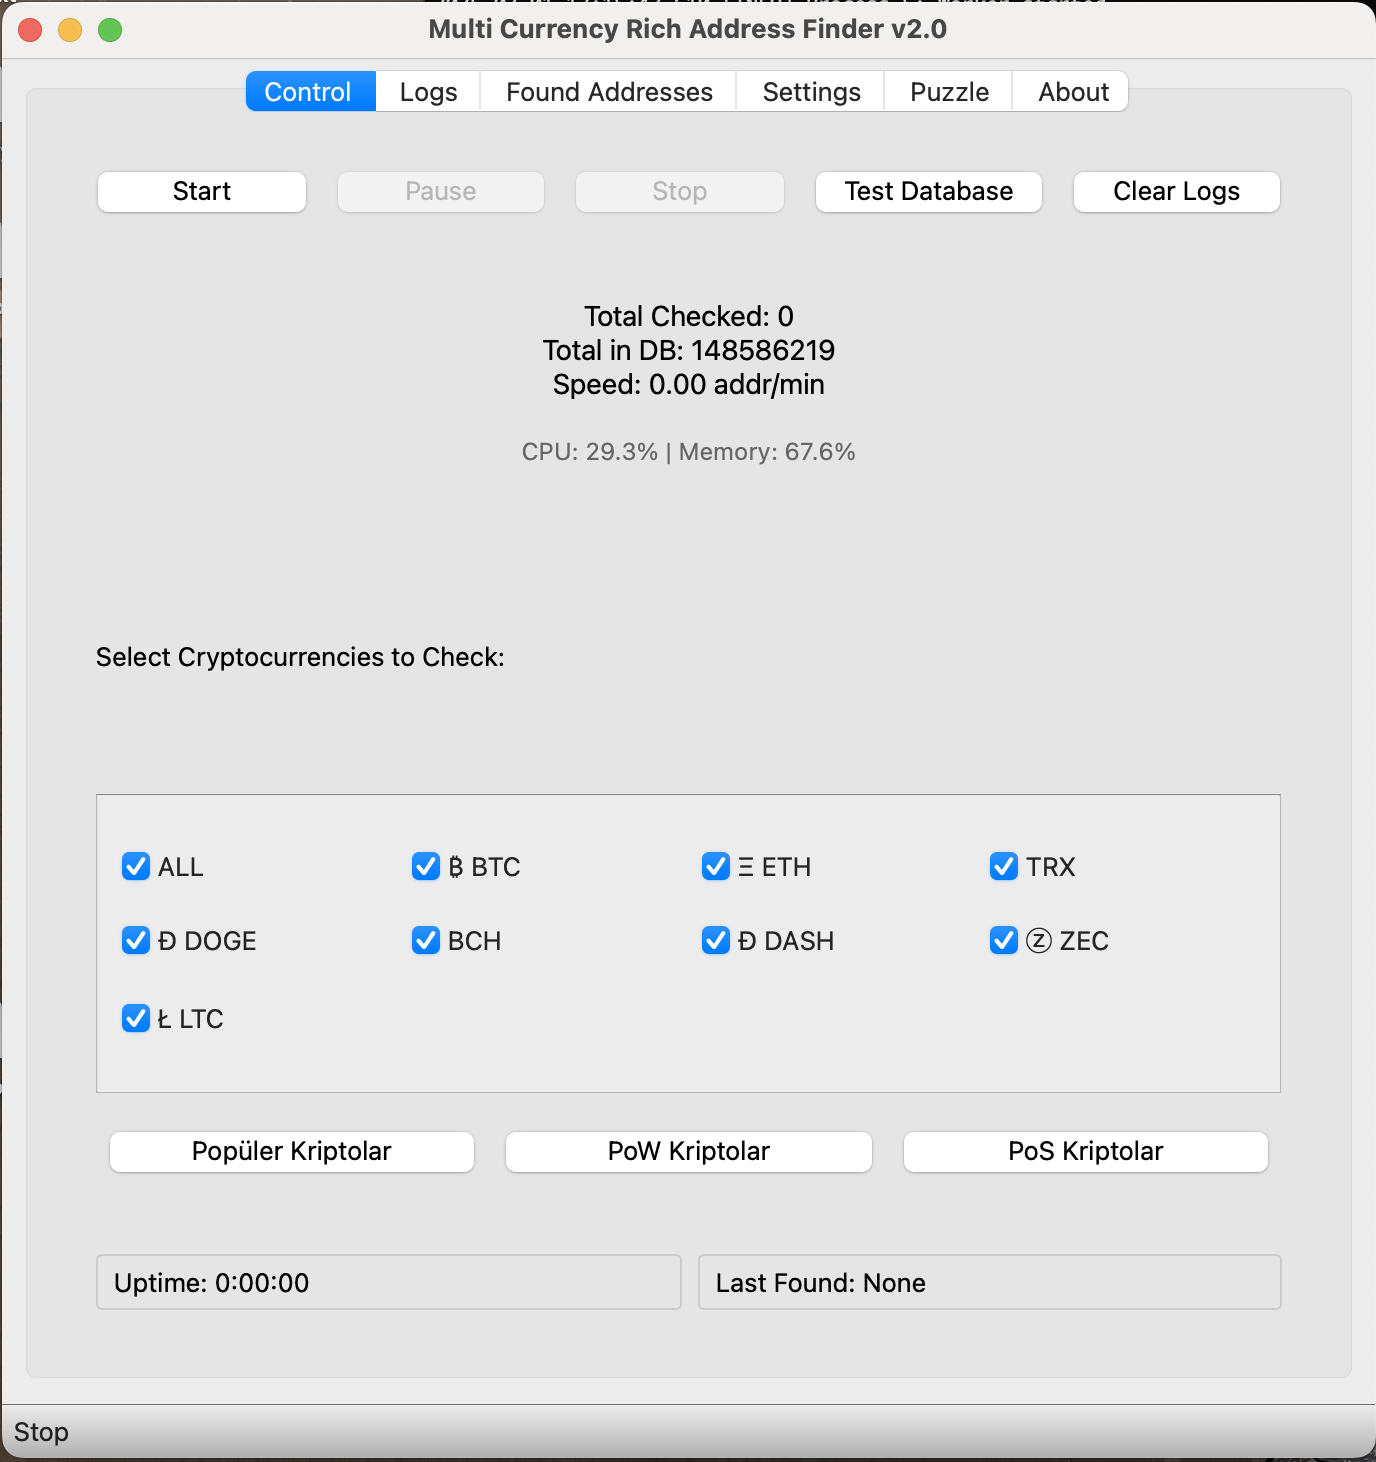 Multi Currency Rich Address Finder v2.0
Control Logs Found Addresses Settings Puzzle About
Start Pause Stop Test Database Clear Logs
Total Checked: 0
Total in DB: 148586219
Speed: 0.00 addr/min
CPU: 29.3% | Memory: 67.6%
Select Cryptocurrencies to Check:
ALL ₿ BTC Ξ ETH TRX
Ð DOGE BCH Đ DASH ⓩ ZEC
Ł LTC
Popüler Kriptolar PoW Kriptolar PoS Kriptolar
Uptime: 0:00:00 Last Found: None
Stop